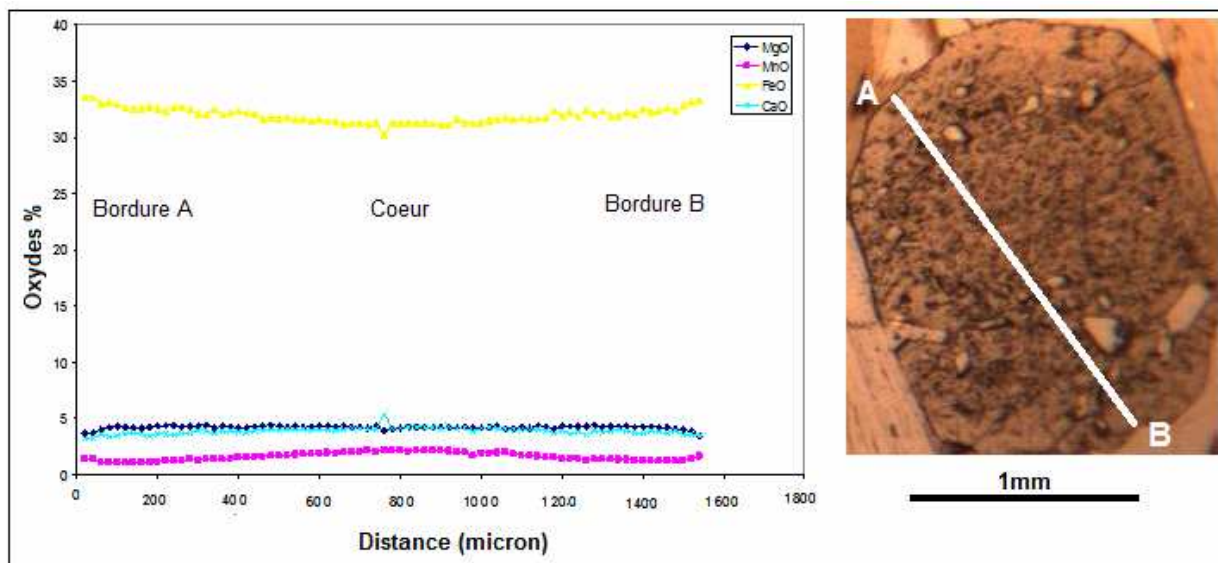 40
35
30
25
20
15
10
5
0
Oxydes %
MgO
MnO
FeO
CaO
Bordure A
Coeur
Bordure B
0 200 400 600 800 1000 1200 1400 1600 1800
Distance (micron)
A
B
1mm